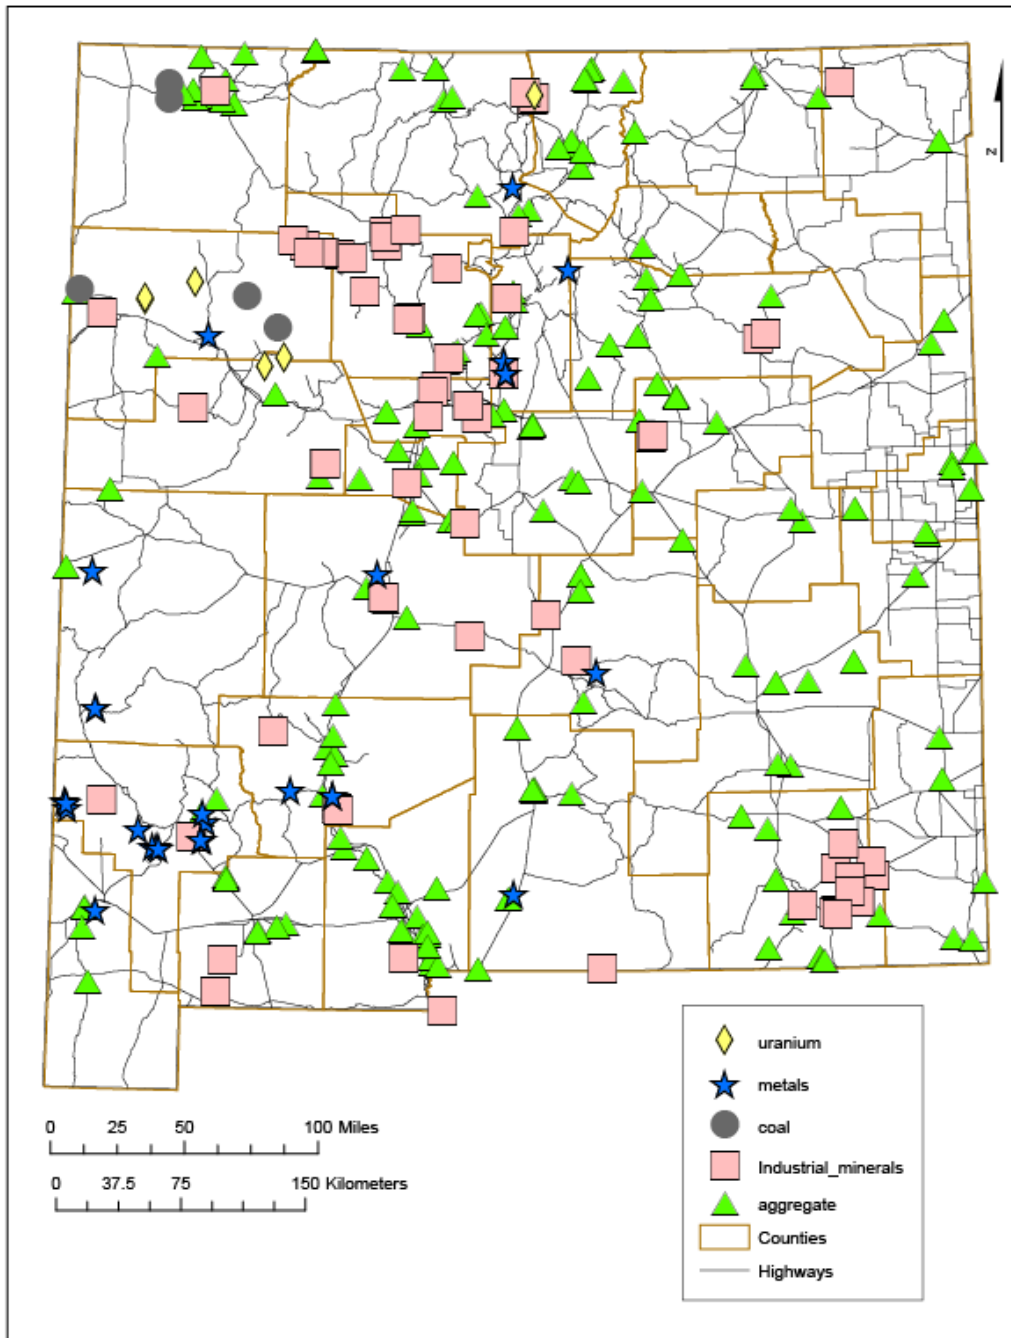 N
uranium
metals
coal
Industrial_minerals
aggregate
Counties
Highways
0 25 50 100 Miles
0 37.5 75 150 Kilometers